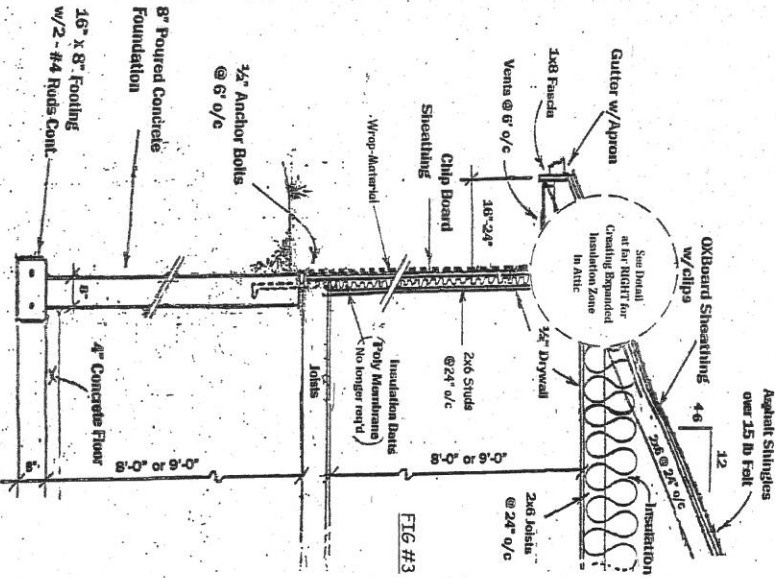 Asphalt Shingles
over 15 lb Felt
12
4-6
OXBoard Sheathing
w/clips
2x6 @ 24" o/c
Insulation
2x6 Joists
@ 24" o/c
Gutter w/Apron
1x8 Fascia
Vents @ 6' o/c
See Detail
at far RIGHT for
Creating Expanded
Insulation Zone
In Attic
16"-24"
½" Drywall
Chip Board
Sheathing
Wrap-Material
2x6 Studs
@24" o/c
Insulation Batts
(Poly Membrane
No longer req'd)
8'-0" or 9'-0"
FIG #3
½" Anchor Bolts
@ 6' o/c
Joists
8" Poured Concrete
Foundation
8'-0" or 9'-0"
8"
4" Concrete Floor
16" x 8" Footing
w/2 - #4 Rods Cont.
8"